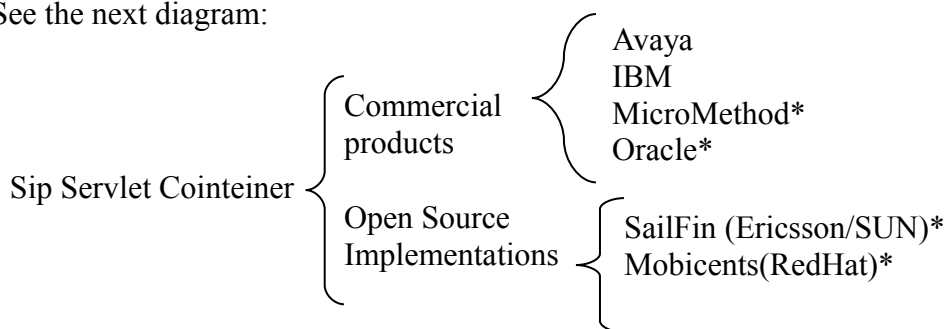 See the next diagram:
Avaya
IBM
MicroMethod*
Oracle*
Commercial
products
Sip Servlet Cointeiner
Open Source
Implementations
SailFin (Ericsson/SUN)*
Mobicents(RedHat)*